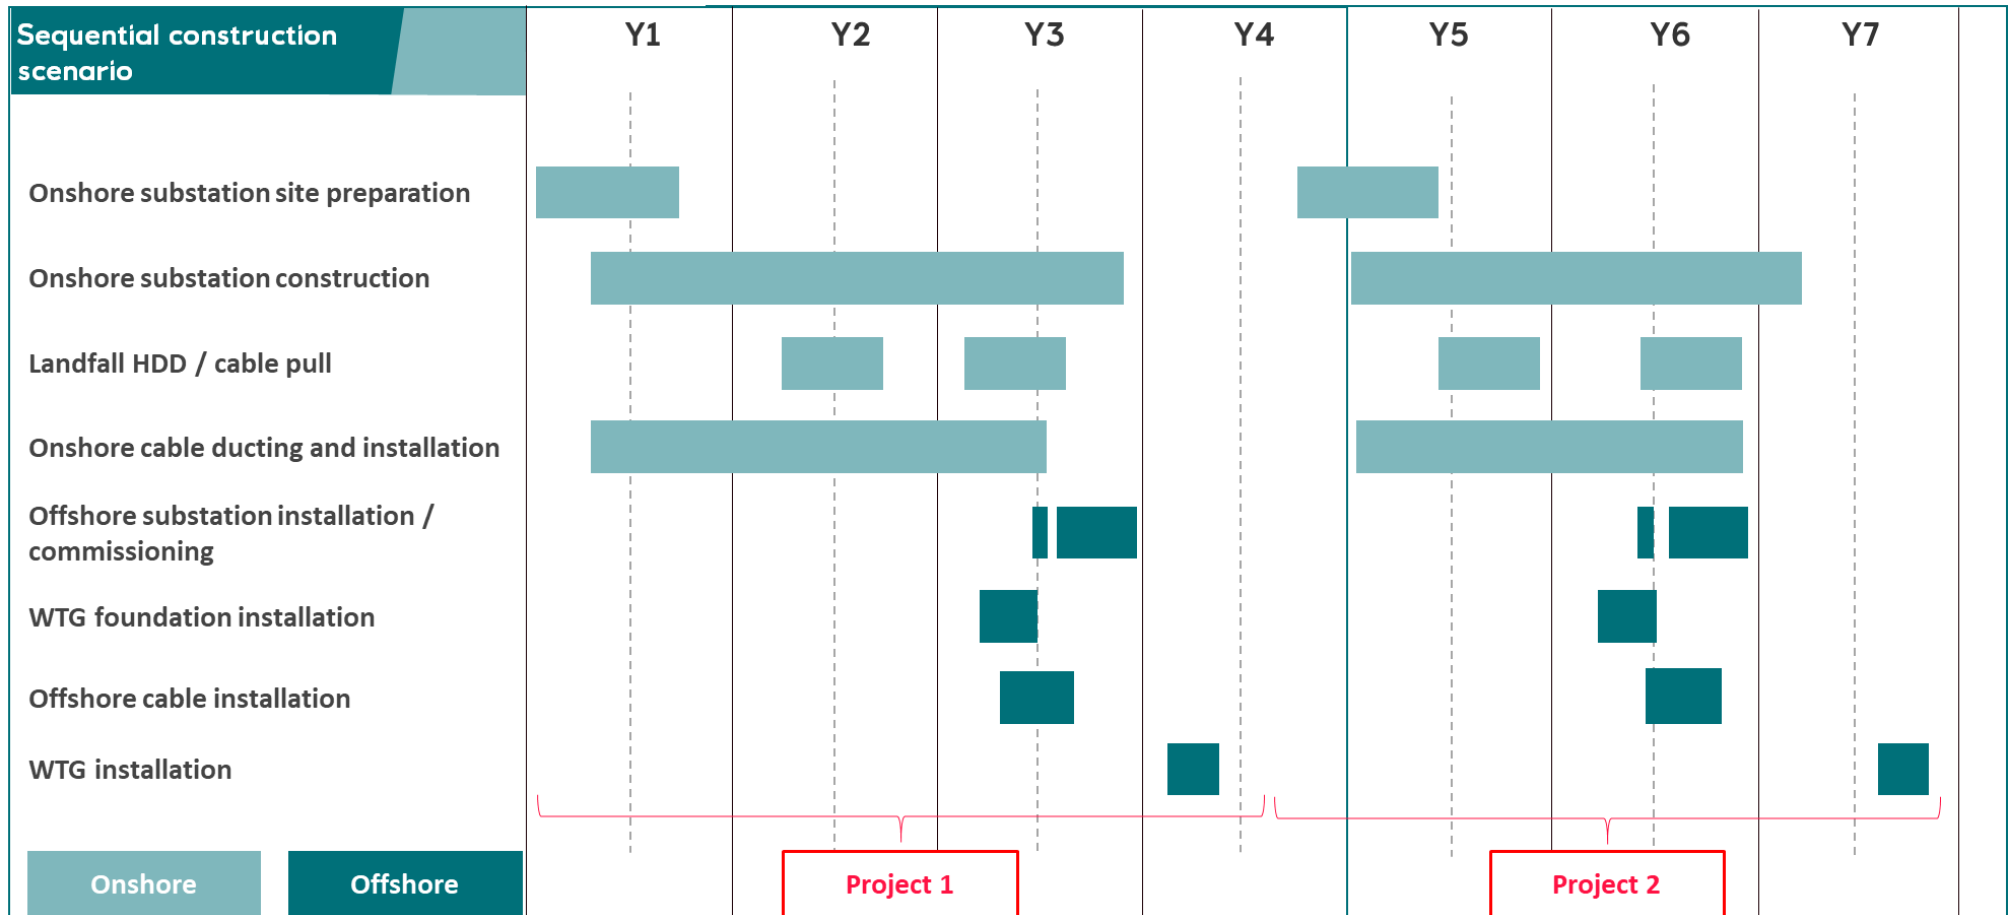 Sequential construction
scenario
Y1 Y2 Y3 Y4 Y5 Y6 Y7
Onshore substation site preparation
Onshore substation construction
Landfall HDD / cable pull
Onshore cable ducting and installation
Offshore substation installation /
commissioning
WTG foundation installation
Offshore cable installation
WTG installation
Onshore Offshore Project 1 Project 2